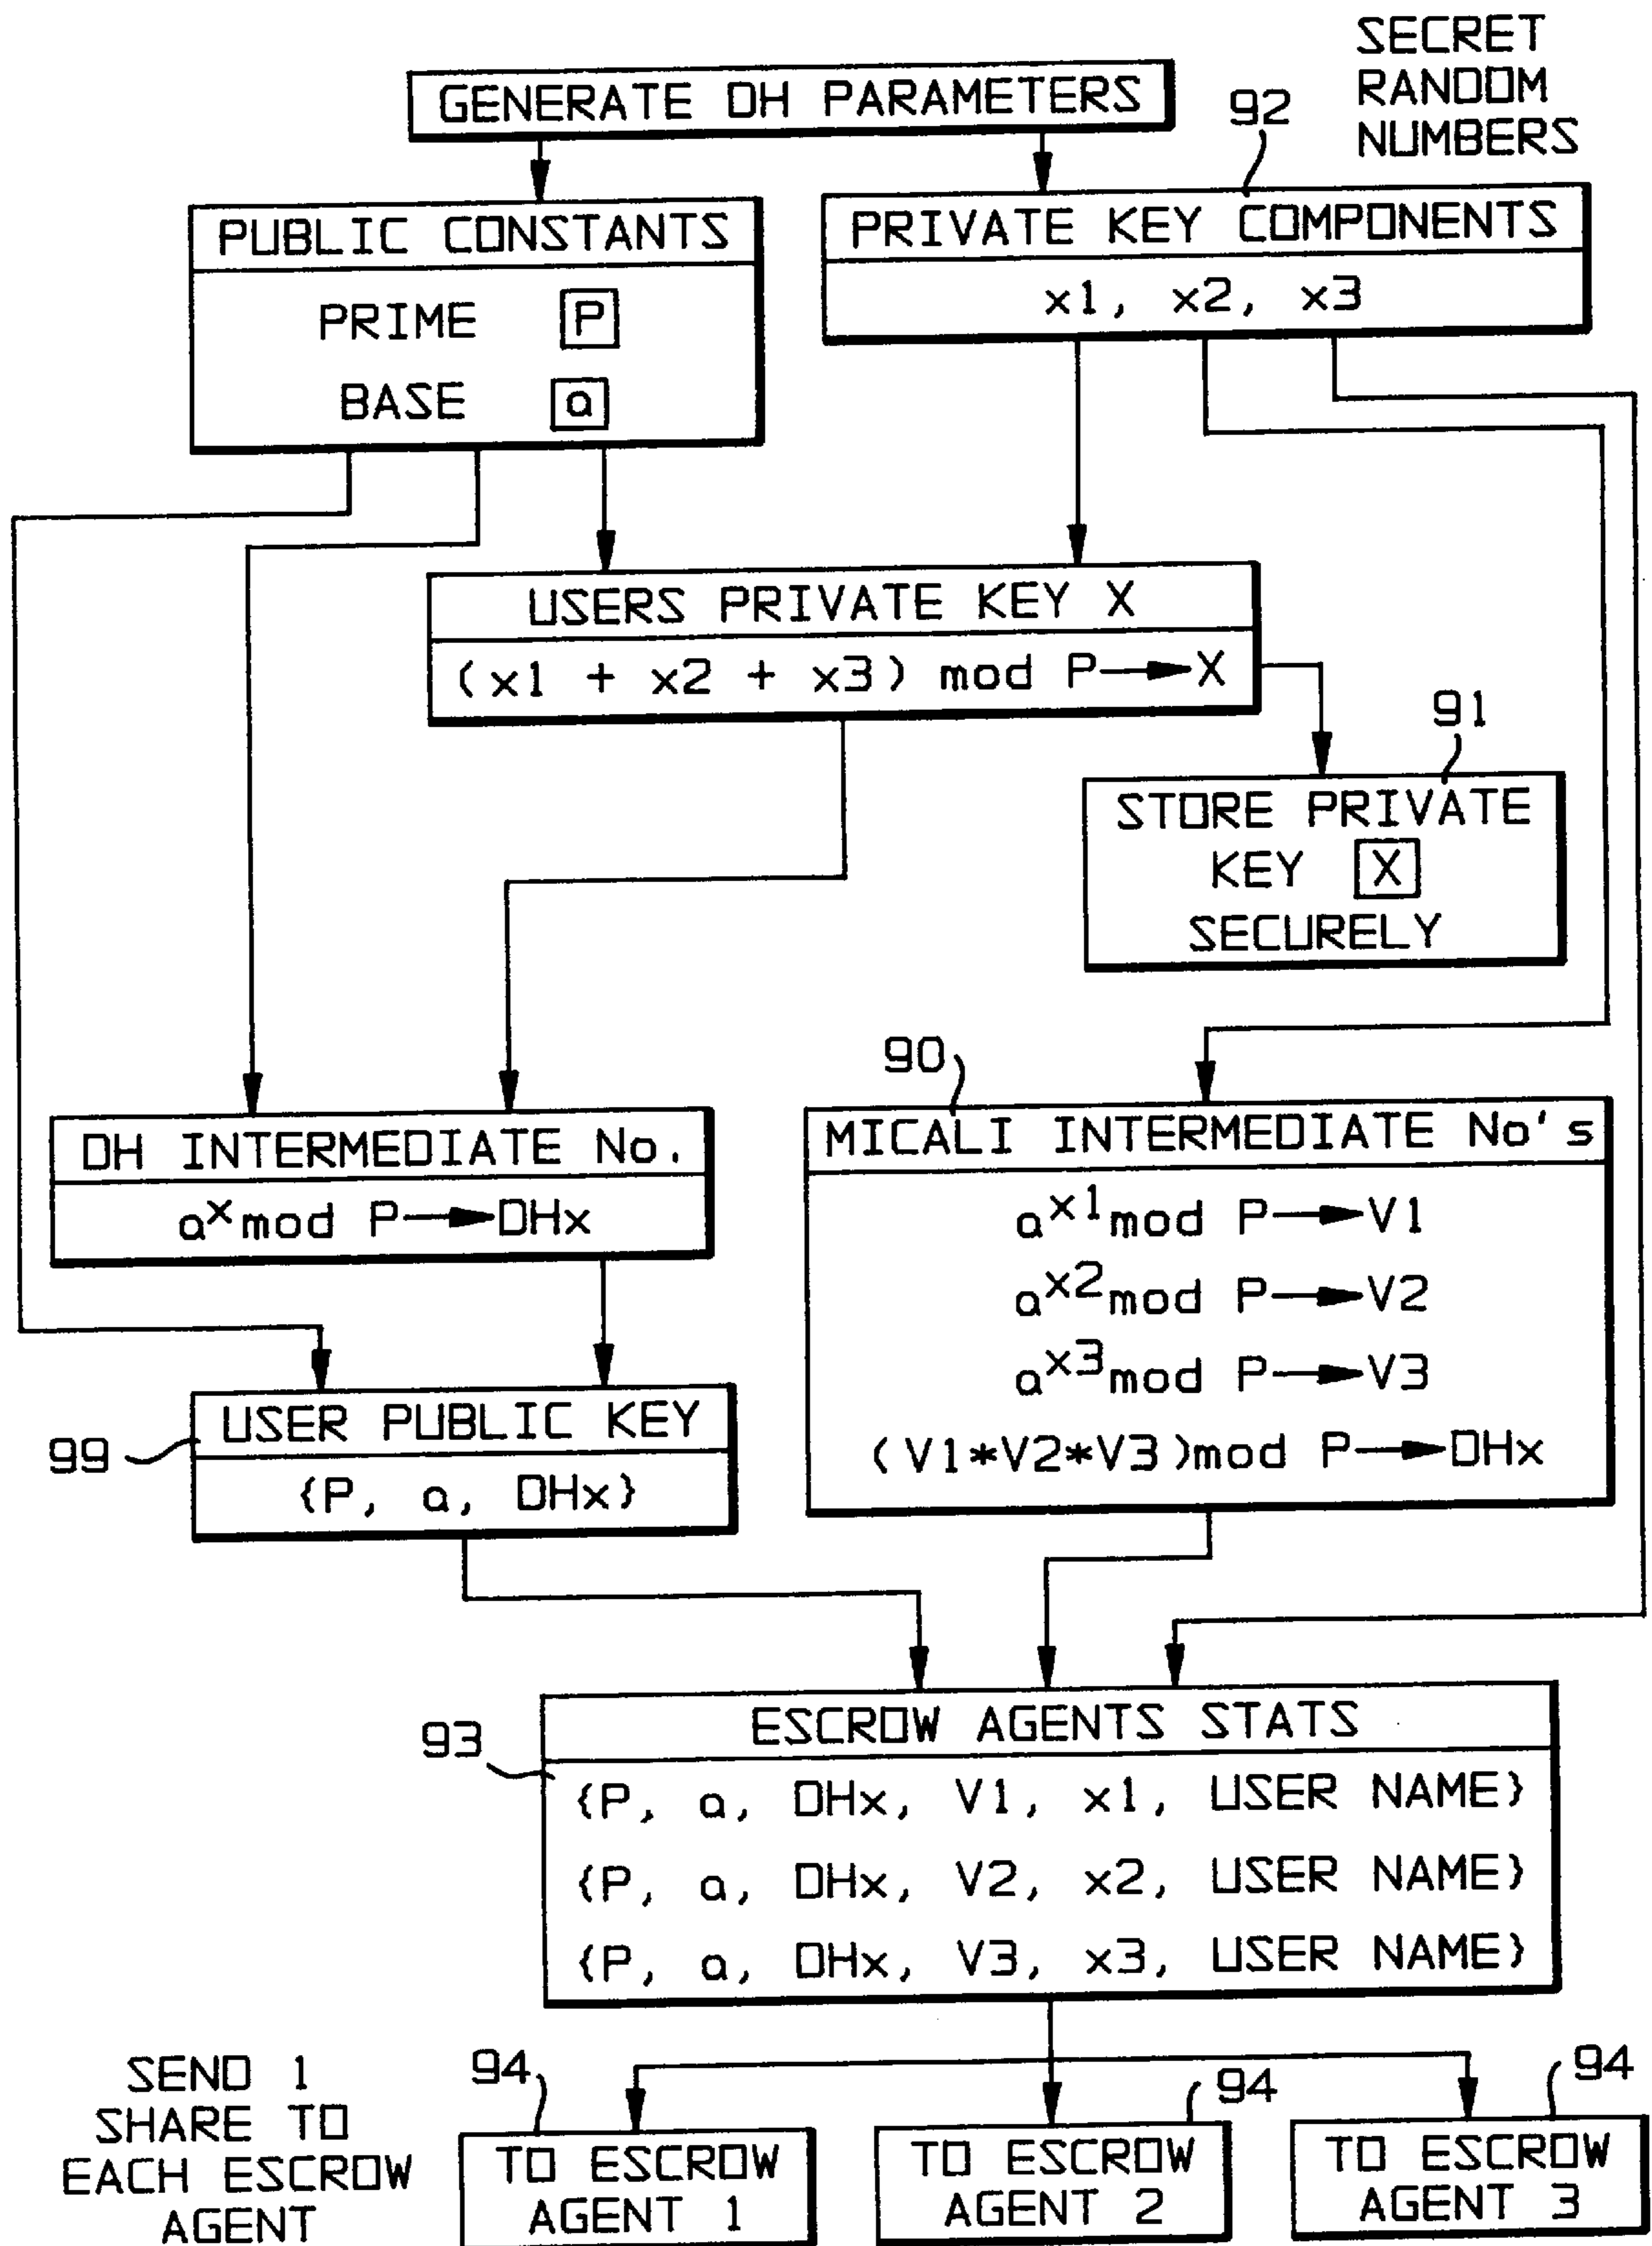 SECRET
RANDOM
NUMBERS
GENERATE DH PARAMETERS
92
PUBLIC CONSTANTS
PRIME P
BASE a
PRIVATE KEY COMPONENTS
x1, x2, x3
USERS PRIVATE KEY X
(x1 + x2 + x3) mod P→X
91
STORE PRIVATE
KEY X
SECURELY
90
DH INTERMEDIATE No.
a^x mod P→DHx
MICALI INTERMEDIATE No's
a^x1 mod P→V1
a^x2 mod P→V2
a^x3 mod P→V3
(V1*V2*V3)mod P→DHx
99
USER PUBLIC KEY
{P, a, DHx}
93
ESCROW AGENTS STATS
{P, a, DHx, V1, x1, USER NAME}
{P, a, DHx, V2, x2, USER NAME}
{P, a, DHx, V3, x3, USER NAME}
SEND 1
SHARE TO
EACH ESCROW
AGENT
94
TO ESCROW
AGENT 1
94
TO ESCROW
AGENT 2
94
TO ESCROW
AGENT 3